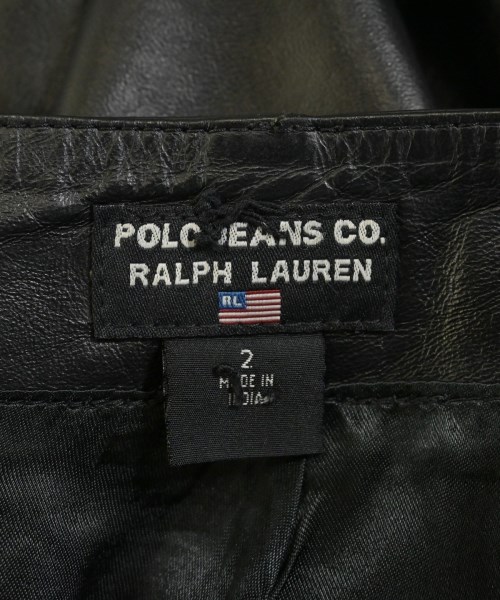 POLO JEANS CO.
RALPH LAUREN
RL
2
MADE IN
INDIA